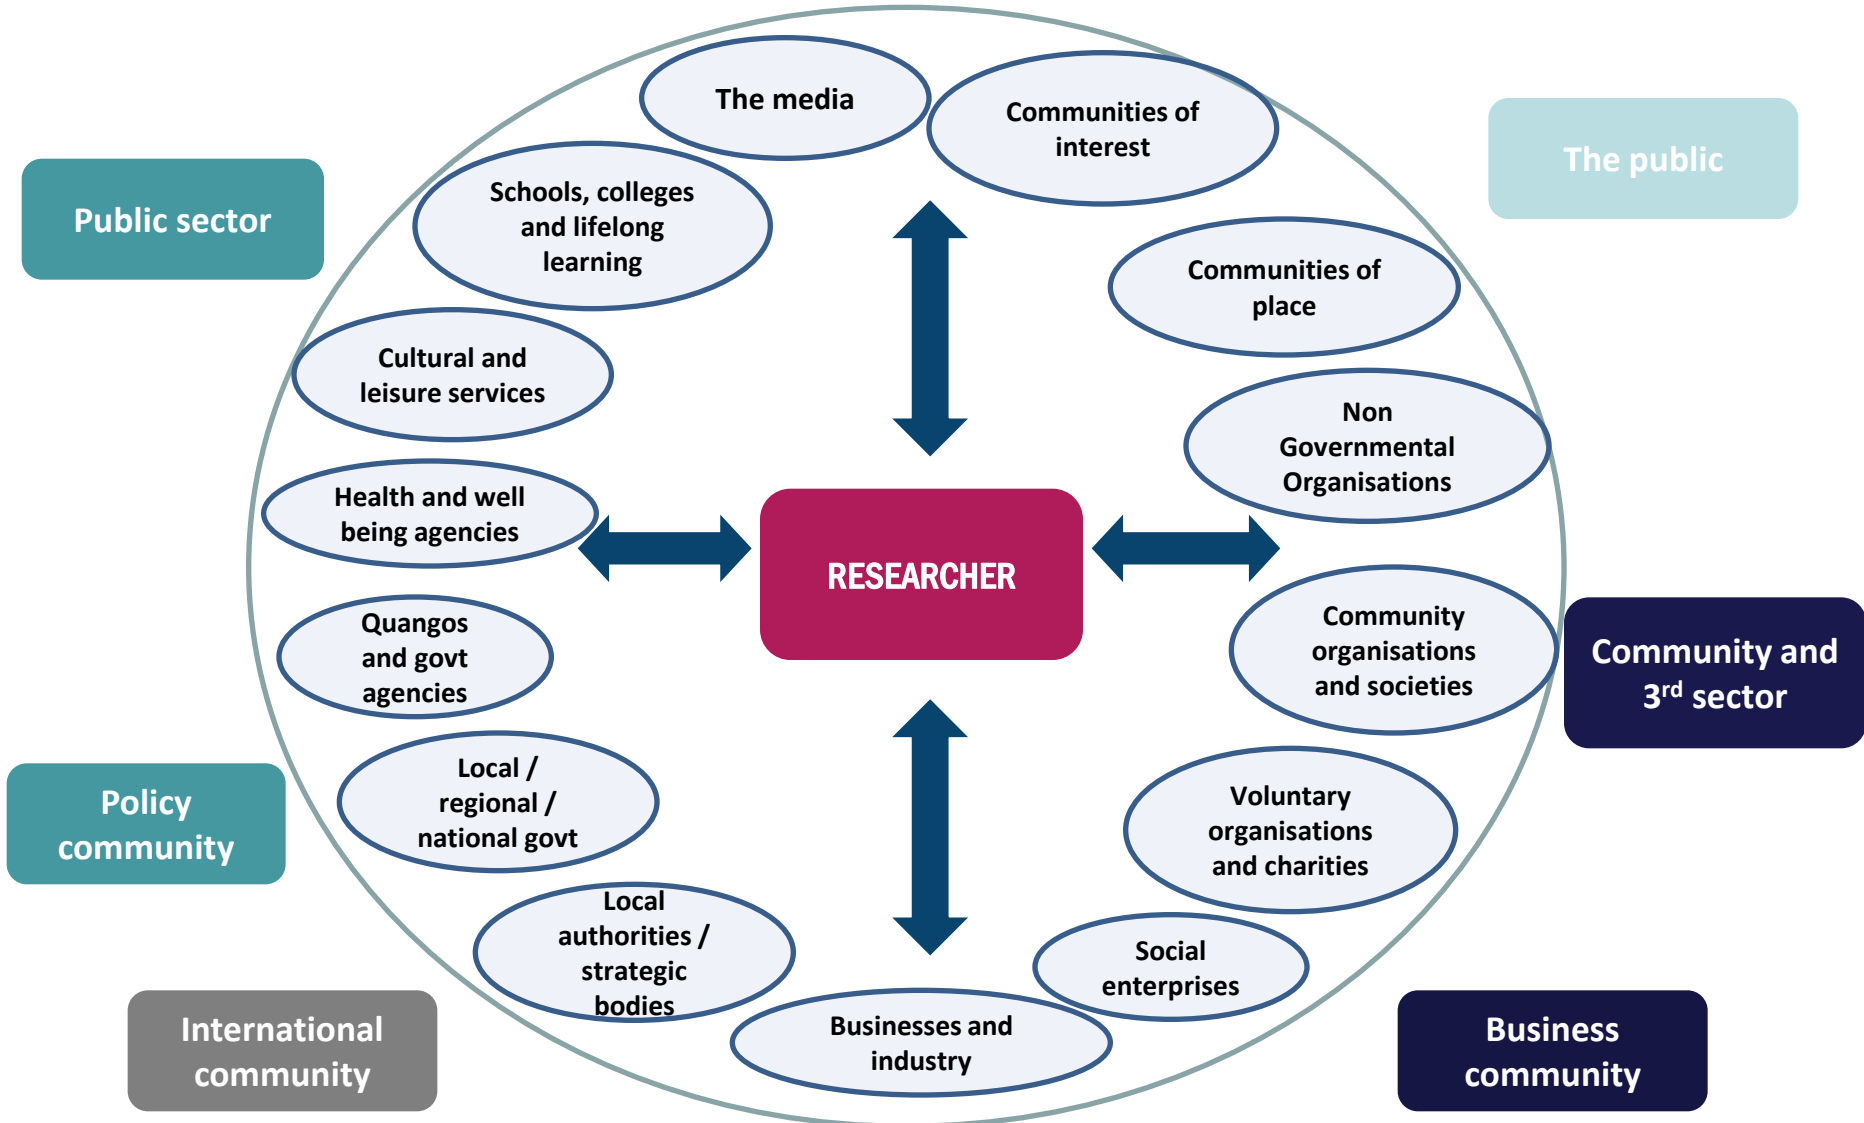 The media
Communities of
interest
The public
Public sector
Schools, colleges
and lifelong
learning
Communities of
place
Cultural and
leisure services
Non
Governmental
Organisations
Health and well
being agencies
RESEARCHER
Quangos
and govt
agencies
Community
organisations
and societies
Community and
3rd sector
Local /
regional /
national govt
Policy
community
Voluntary
organisations
and charities
Local
authorities /
strategic
bodies
Social
enterprises
Businesses and
industry
International
community
Business
community